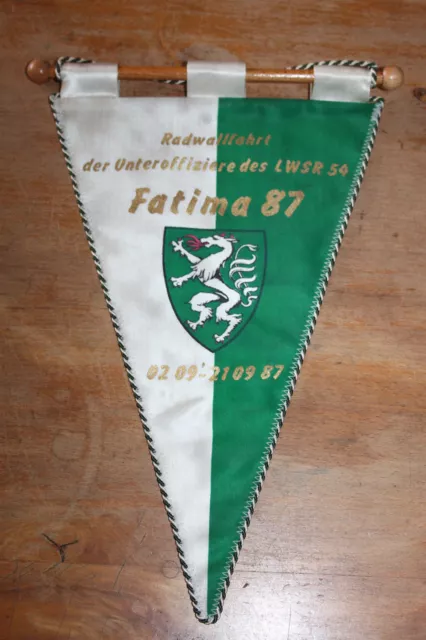 Radwallfahrt
der Unteroffiziere des LWSR 54
Fatima 87
02 09'-21 09 87